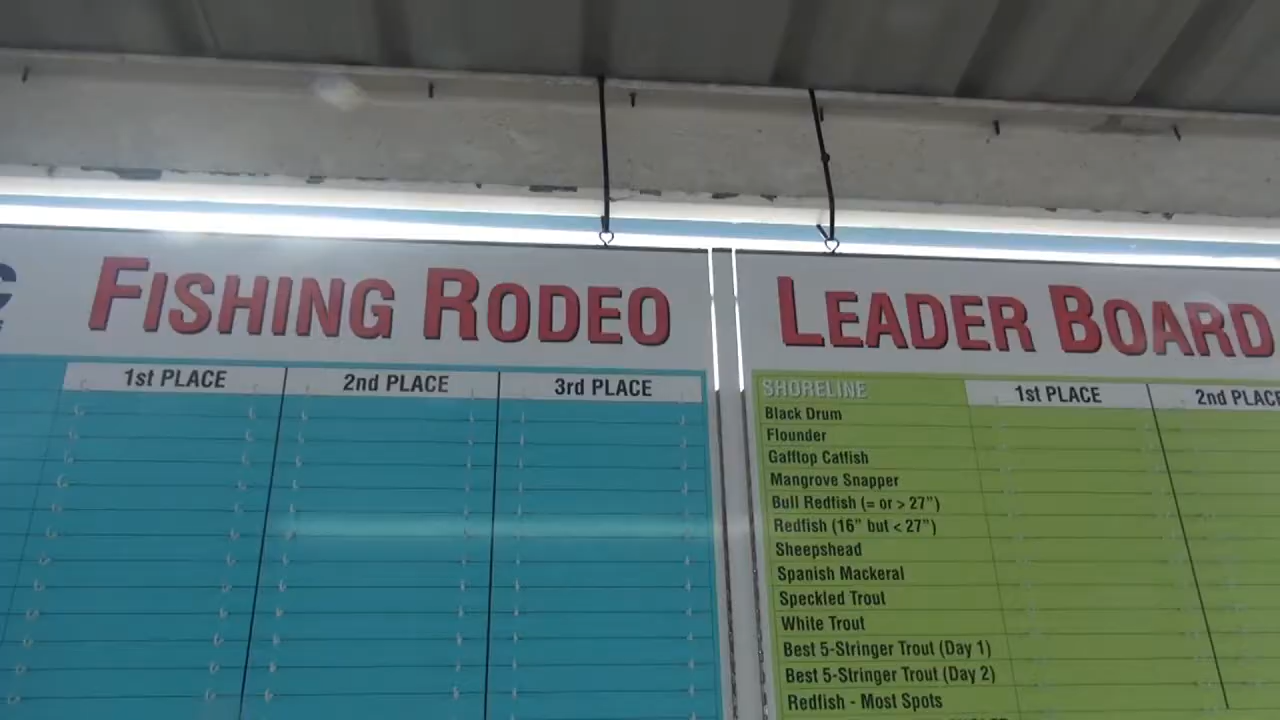 FISHING RODEO
1st PLACE 2nd PLACE 3rd PLACE
LEADER BOARD
SHORELINE 1st PLACE 2nd PLACE
Black Drum
Flounder
Gafftop Catfish
Mangrove Snapper
Bull Redfish (= or > 27")
Redfish (16" but < 27")
Sheepshead
Spanish Mackeral
Speckled Trout
White Trout
Best 5-Stringer Trout (Day 1)
Best 5-Stringer Trout (Day 2)
Redfish - Most Spots